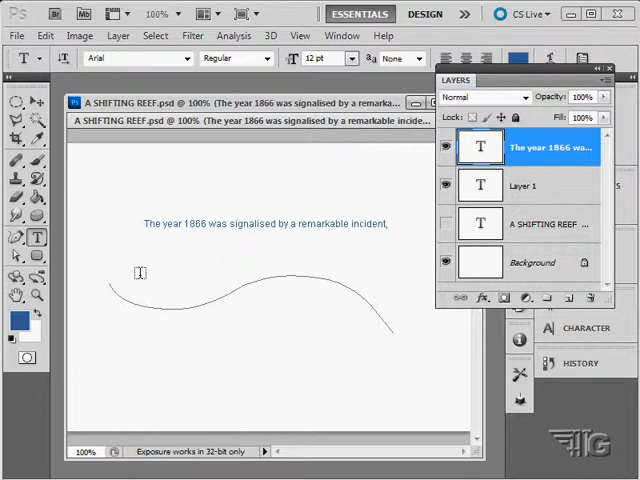 Ps Br Mb 100% ESSENTIALS DESIGN CS Live
File Edit Image Layer Select Filter Analysis 3D View Window Help
T Arial Regular T 12 pt aa None
LAYERS
Normal Opacity: 100%
Lock: Fill: 100%
A SHIFTING REEF.psd @ 100% (The year 1866 was signalised by a remarka...
A SHIFTING REEF.psd @ 100% (The year 1866 was signalised by a remarkable incide...
T The year 1866 wa...
T Layer 1
T A SHIFTING REEF ...
Background
The year 1866 was signalised by a remarkable incident,
fx
CHARACTER
HISTORY
100% Exposure works in 32-bit only